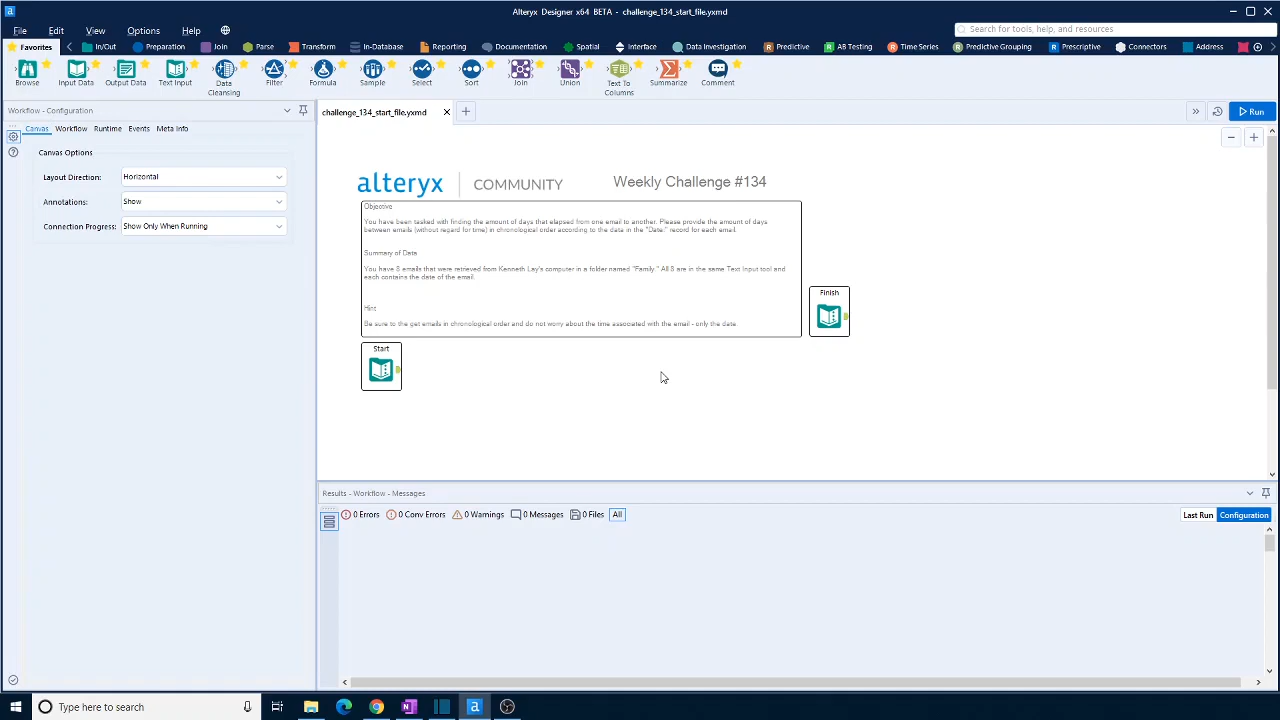 Alteryx Designer x64 BETA - challenge_134_start_file.yxmd
File Edit View Options Help
Search for tools, help, and resources
Favorites In/Out Preparation Join Parse Transform In-Database Reporting Documentation Spatial Interface Data Investigation Predictive AB Testing Time Series Predictive Grouping Prescriptive Connectors Address
Browse Input Data Output Data Text Input Data Cleansing Filter Formula Sample Select Sort Join Union Text To Columns Summarize Comment
Workflow - Configuration
challenge_134_start_file.yxmd
Run
Canvas Workflow Runtime Events Meta Info
Canvas Options
Layout Direction: Horizontal
Annotations: Show
Connection Progress: Show Only When Running
alteryx COMMUNITY Weekly Challenge #134
Objective
You have been tasked with finding the amount of days that elapsed from one email to another. Please provide the amount of days
between emails (without regard for time) in chronological order according to the data in the "Date:" record for each email.
Summary of Data
You have 8 emails that were retrieved from Kenneth Lay's computer in a folder named "Family." All 8 are in the same Text Input tool and
each contains the date of the email.
Hint
Be sure to the get emails in chronological order and do not worry about the time associated with the email - only the date.
Finish
Start
Results - Workflow - Messages
0 Errors 0 Conv Errors 0 Warnings 0 Messages 0 Files All
Last Run Configuration
Type here to search